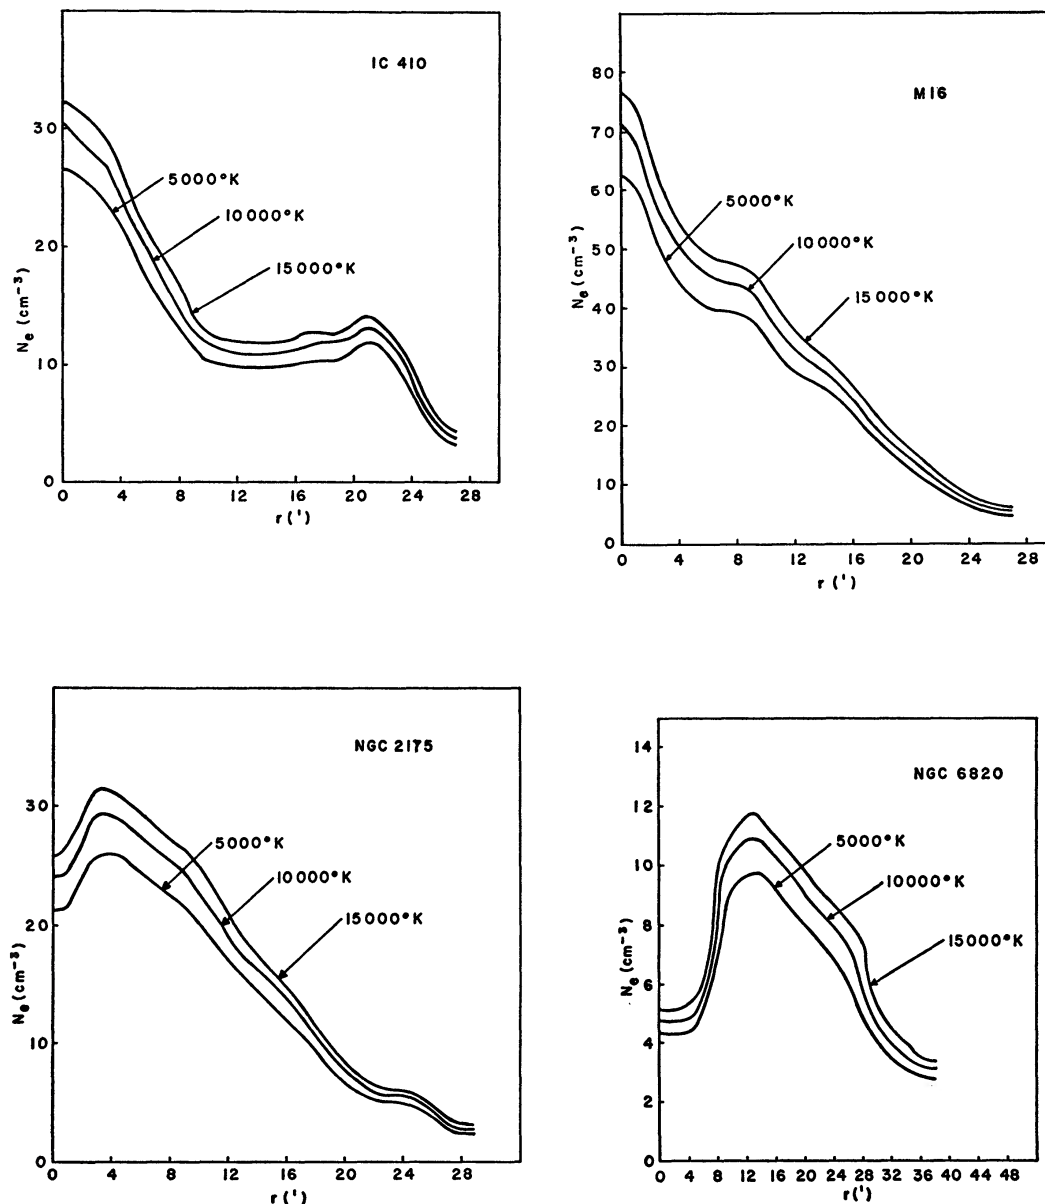 IC 410
30
20
10
0
Ne (cm-3)
5000°K
10000°K
15000°K
0 4 8 12 16 20 24 28
r (')
M16
80
70
60
50
40
30
20
10
0
Ne (cm-3)
5000°K
10000°K
15000°K
0 4 8 12 16 20 24 28
r (')
NGC 2175
30
20
10
0
Ne (cm-3)
5000°K
10000°K
15000°K
0 4 8 12 16 20 24 28
r (')
NGC 6820
14
12
10
8
6
4
2
0
Ne (cm-3)
5000°K
10000°K
15000°K
0 4 8 12 16 20 24 28 36 40 44 48
r (')